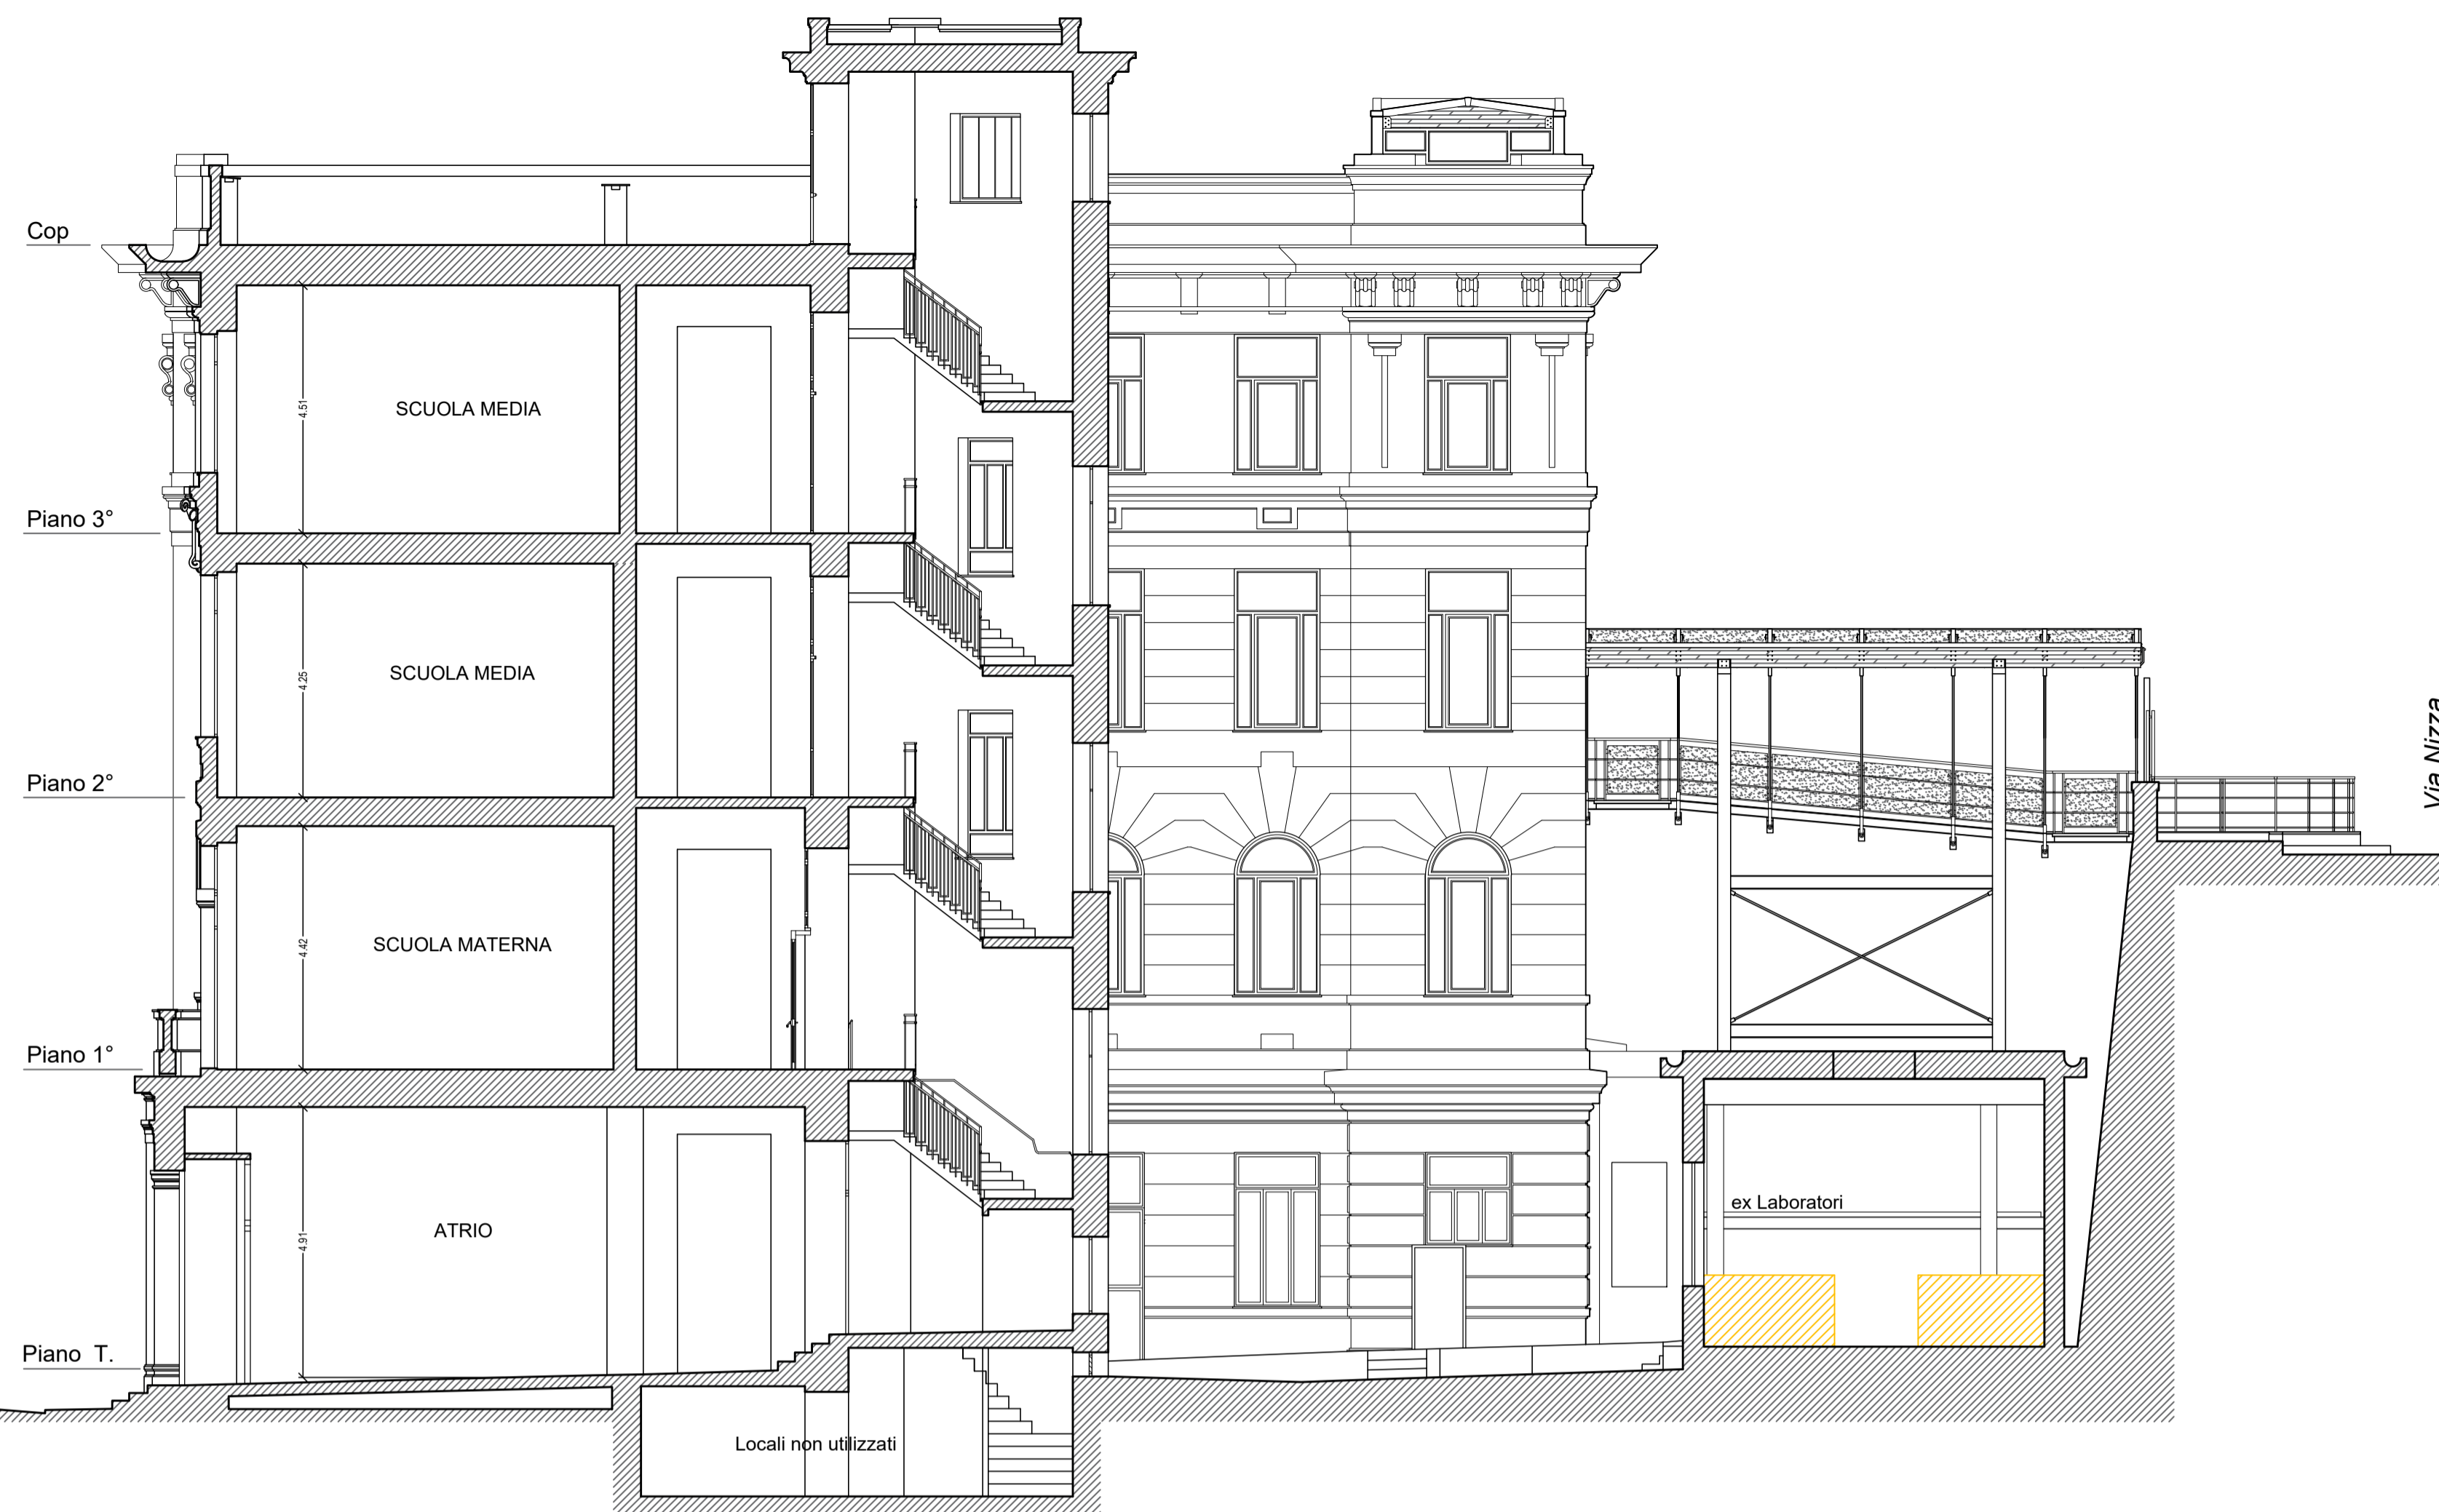 Cop
SCUOLA MEDIA
4.51
Piano 3°
SCUOLA MEDIA
4.25
Via Nizza
Piano 2°
SCUOLA MATERNA
4.42
Piano 1°
ex Laboratori
ATRIO
4.91
Piano T.
Locali non utilizzati